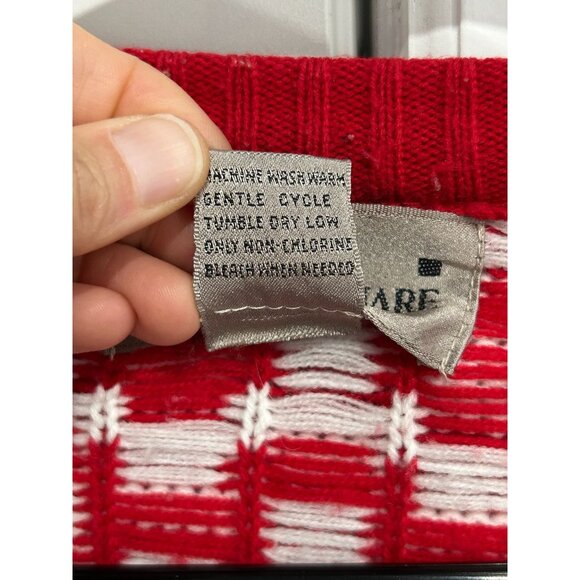 MACHINE WASH WARM
GENTLE CYCLE
TUMBLE DRY LOW
ONLY NON-CHLORINE
BLEACH WHEN NEEDED